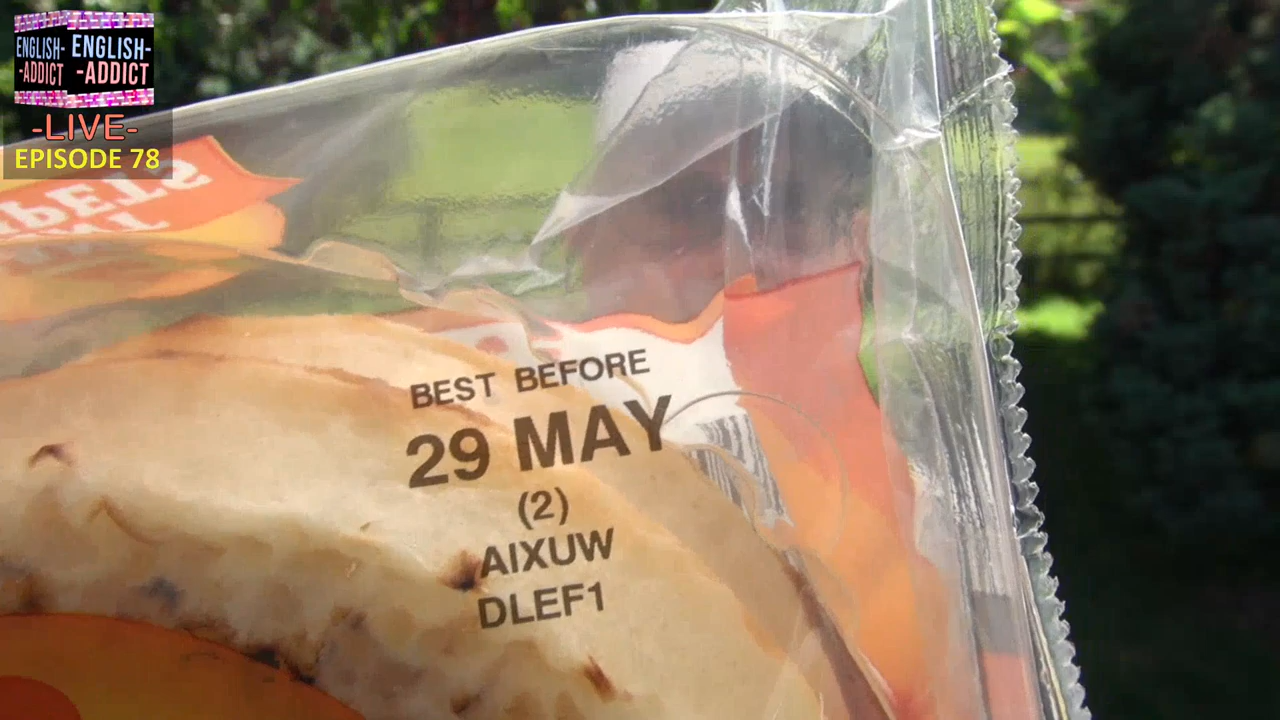 ENGLISH-
-ADDICT
ENGLISH-
-ADDICT
-LIVE-
EPISODE 78
BEST BEFORE
29 MAY
(2)
AIXUW
DLEF1